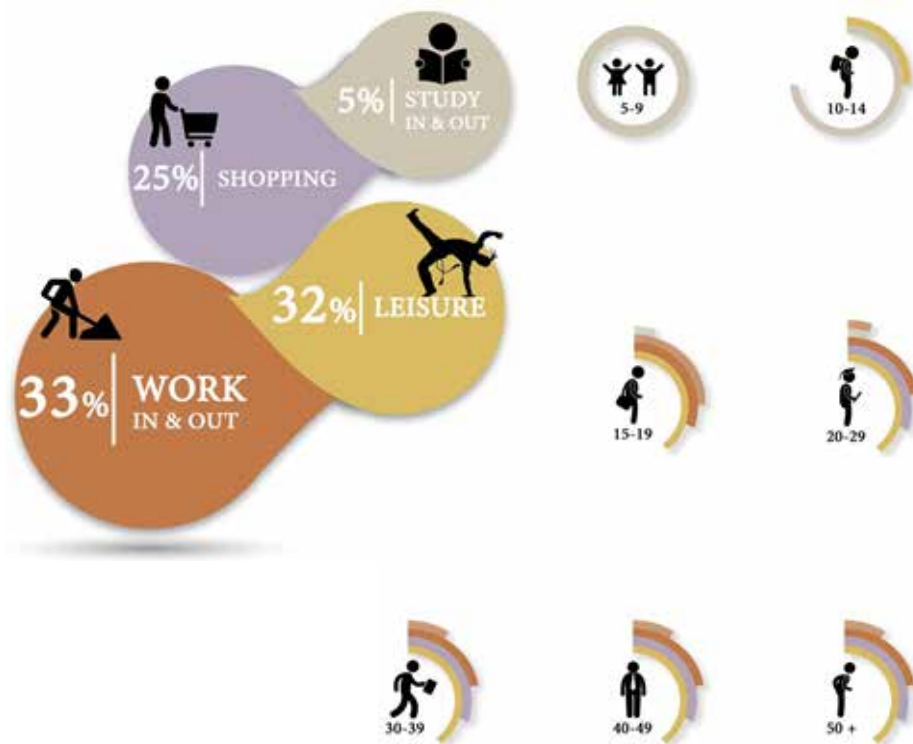 5% STUDY
IN & OUT
25% SHOPPING
32% LEISURE
33% WORK
IN & OUT
5-9
10-14
15-19
20-29
30-39
40-49
50 +